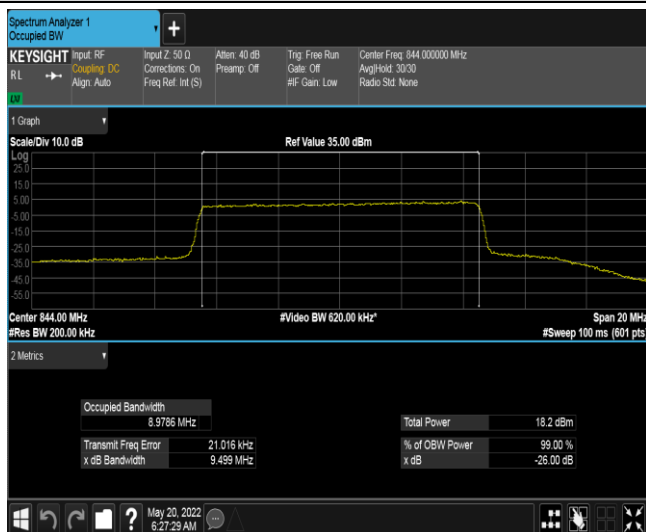 Spectrum Analyzer 1
Occupied BW
KEYSIGHT
RL
Input: RF
Coupling: DC
Align: Auto
Input Z: 50 Ω
Corrections: On
Freq Ref: Int (S)
Atten: 40 dB
Preamp: Off
Trig: Free Run
Gate: Off
#IF Gain: Low
Center Freq: 844.000000 MHz
Avg|Hold: 30/30
Radio Std: None
1 Graph
Scale/Div 10.0 dB
Ref Value 35.00 dBm
Log
25.0
15.0
5.00
-5.00
-15.0
-25.0
-35.0
-45.0
-55.0
Center 844.00 MHz
#Video BW 620.00 kHz*
Span 20 MHz
#Res BW 200.00 kHz
#Sweep 100 ms (601 pts)
2 Metrics
Occupied Bandwidth
8.9786 MHz
Transmit Freq Error 21.016 kHz
x dB Bandwidth 9.499 MHz
Total Power 18.2 dBm
% of OBW Power 99.00 %
x dB -26.00 dB
?
May 20, 2022
6:27:29 AM